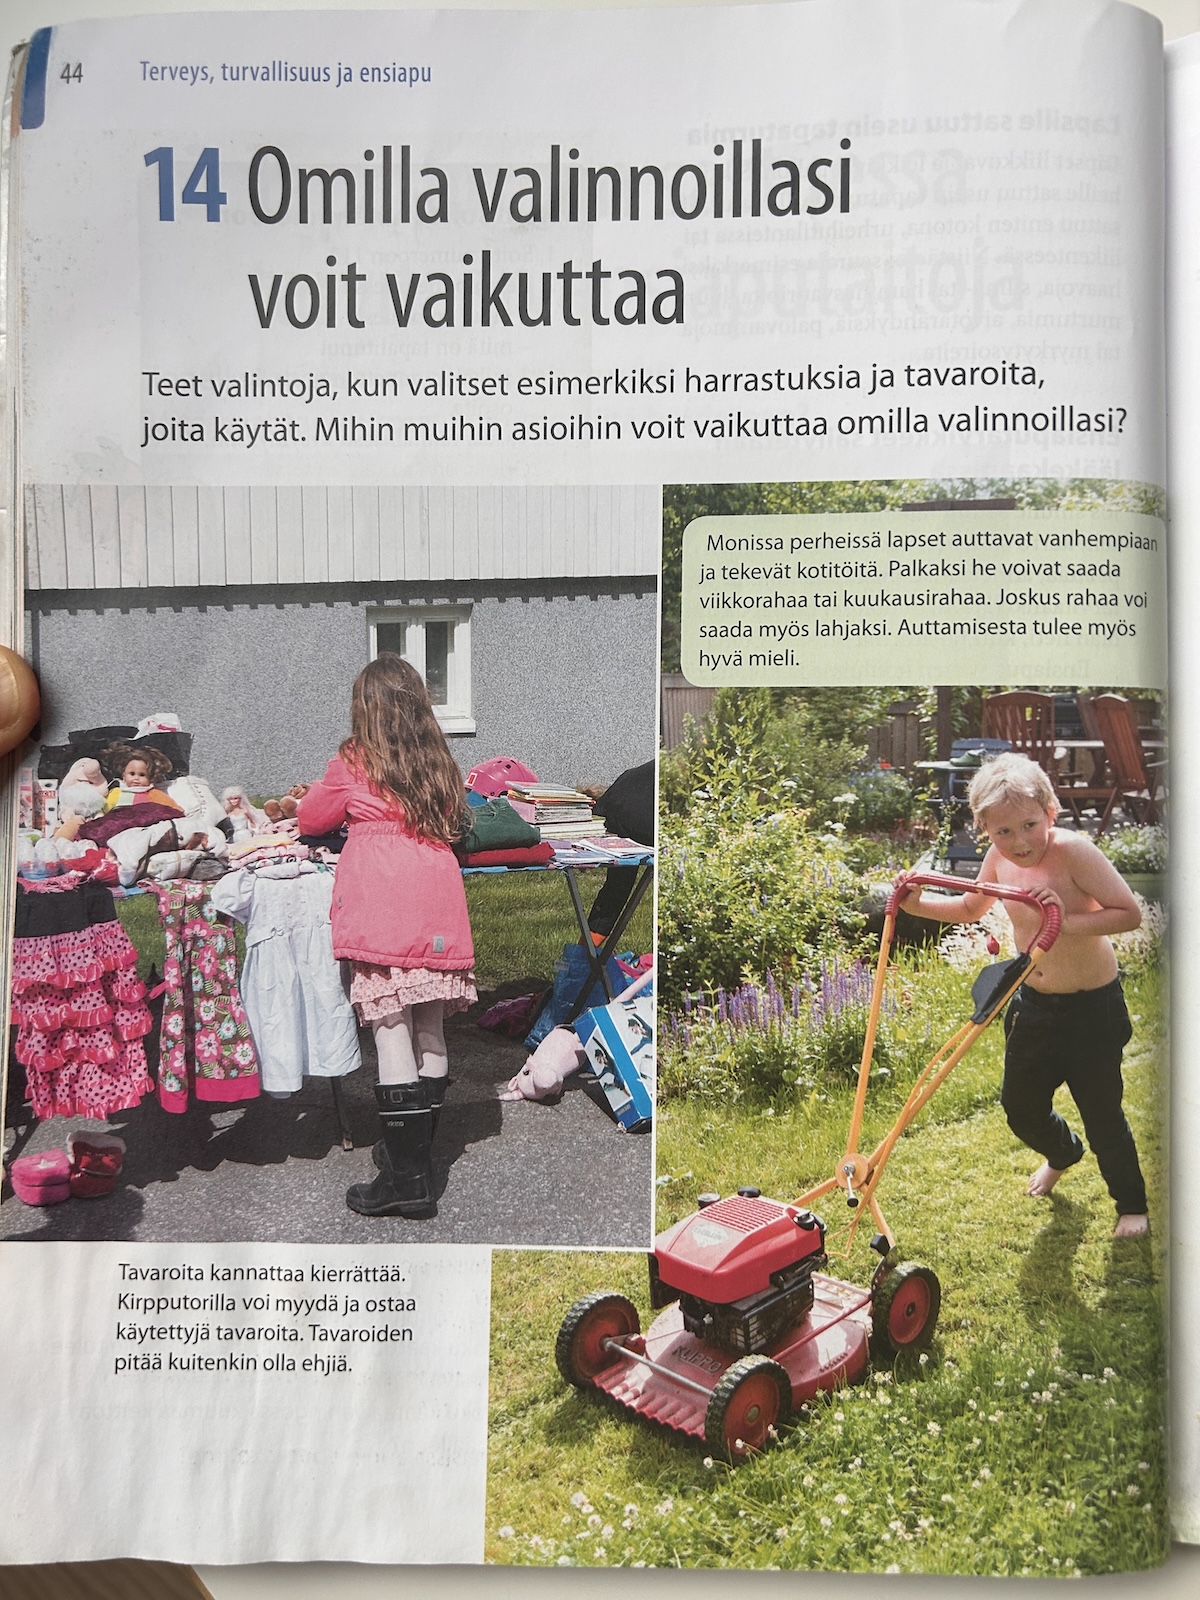 44
Terveys, turvallisuus ja ensiapu
14 Omilla valinnoillasi
voit vaikuttaa
Teet valintoja, kun valitset esimerkiksi harrastuksia ja tavaroita,
joita käytät. Mihin muihin asioihin voit vaikuttaa omilla valinnoillasi?
Monissa perheissä lapset auttavat vanhempiaan
ja tekevät kotitöitä. Palkaksi he voivat saada
viikkorahaa tai kuukausirahaa. Joskus rahaa voi
saada myös lahjaksi. Auttamisesta tulee myös
hyvä mieli.
VIKING
KLIPPO
Tavaroita kannattaa kierrättää.
Kirpputorilla voi myydä ja ostaa
käytettyjä tavaroita. Tavaroiden
pitää kuitenkin olla ehjiä.